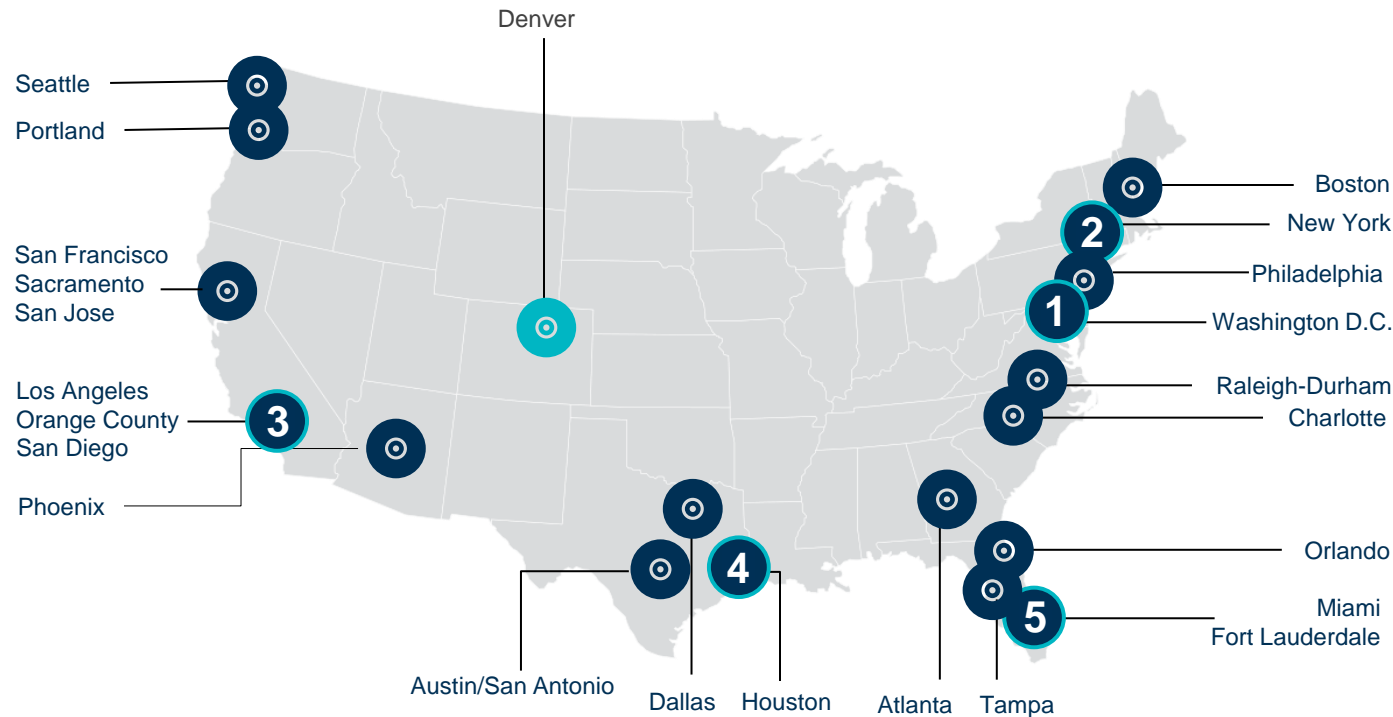 Denver
Seattle
Portland
San Francisco
Sacramento
San Jose
Los Angeles
Orange County
San Diego
Phoenix
3
Boston
New York
2
Philadelphia
1
Washington D.C.
Raleigh-Durham
Charlotte
Orlando
4
5
Miami
Fort Lauderdale
Austin/San Antonio
Dallas
Houston
Atlanta
Tampa